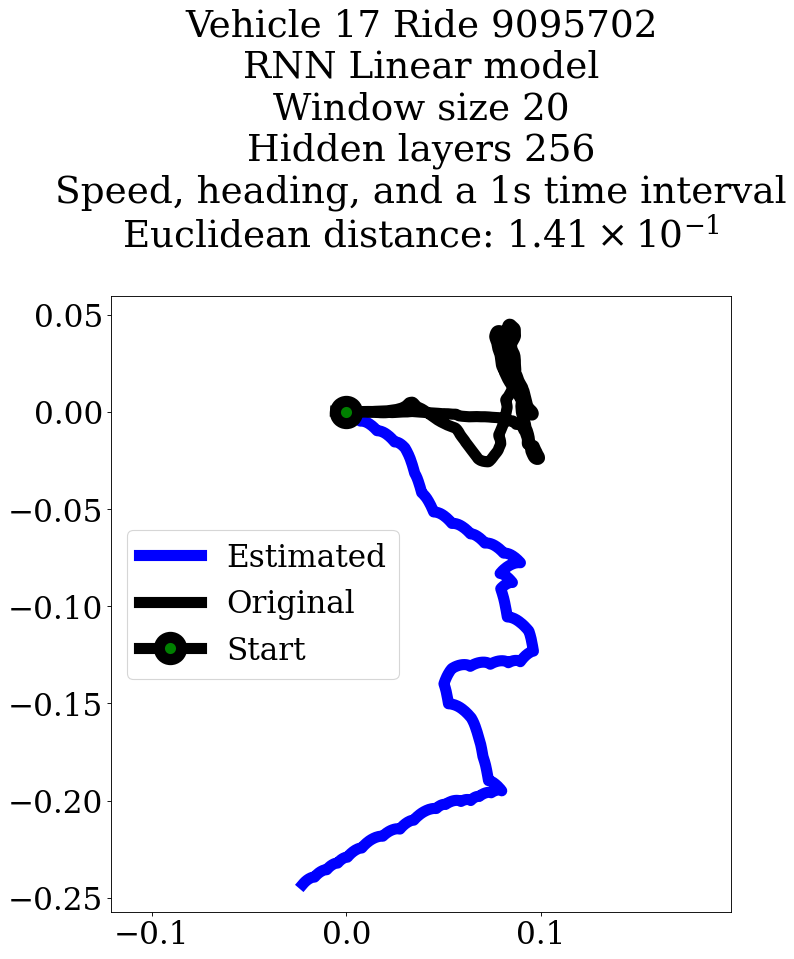 Vehicle 17 Ride 9095702
RNN Linear model
Window size 20
Hidden layers 256
Speed, heading, and a 1s time interval
Euclidean distance: 1.41 × 10⁻¹
0.05
0.00
−0.05
−0.10
−0.15
−0.20
−0.25
Estimated
Original
Start
−0.1
0.0
0.1